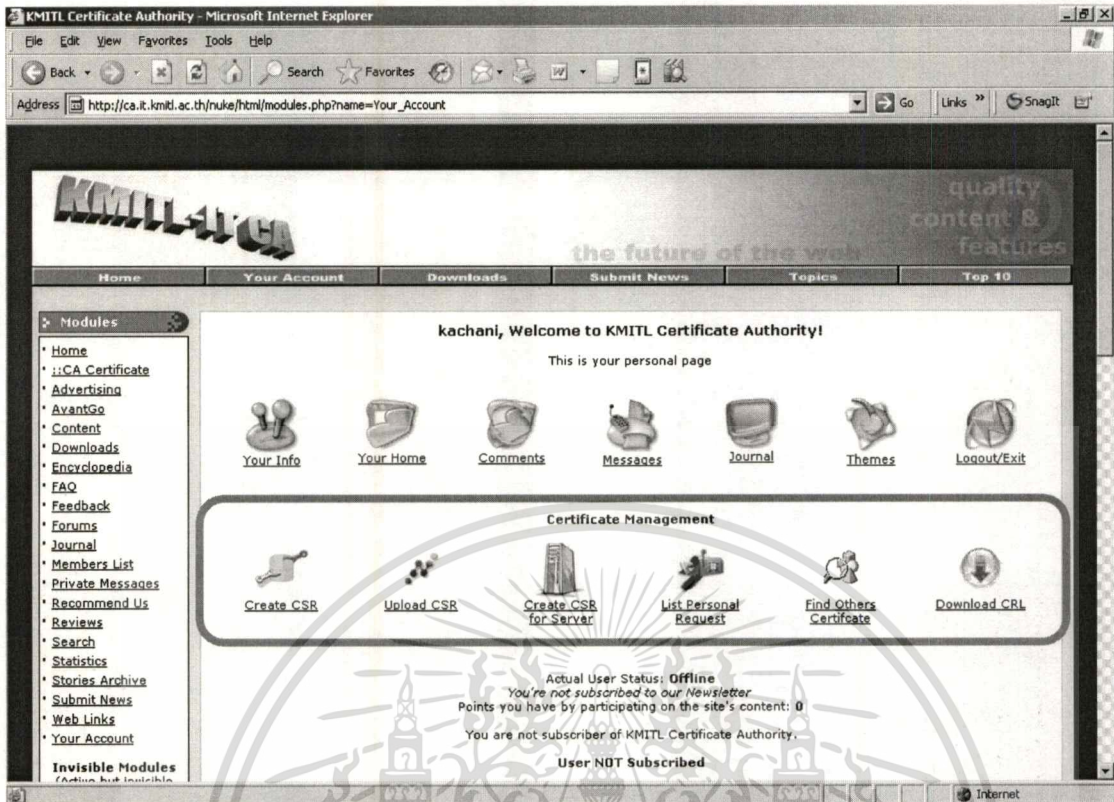 KMITL Certificate Authority - Microsoft Internet Explorer
File Edit View Favorites Tools Help
Back Search Favorites
Address http://ca.it.kmitl.ac.th/nuke/html/modules.php?name=Your_Account Go Links » SnagIt
KMITL-IT CA
quality
content &
features
the future of the web
Home Your Account Downloads Submit News Topics Top 10
Modules
· Home
· ::CA Certificate
· Advertising
· AvantGo
· Content
· Downloads
· Encyclopedia
· FAQ
· Feedback
· Forums
· Journal
· Members List
· Private Messages
· Recommend Us
· Reviews
· Search
· Statistics
· Stories Archive
· Submit News
· Web Links
· Your Account
Invisible Modules
(Active but invisible
kachani, Welcome to KMITL Certificate Authority!
This is your personal page
Your Info Your Home Comments Messages Journal Themes Logout/Exit
Certificate Management
Create CSR Upload CSR Create CSR for Server List Personal Request Find Others Certifcate Download CRL
Actual User Status: Offline
You're not subscribed to our Newsletter
Points you have by participating on the site's content: 0
You are not subscriber of KMITL Certificate Authority.
User NOT Subscribed
Internet